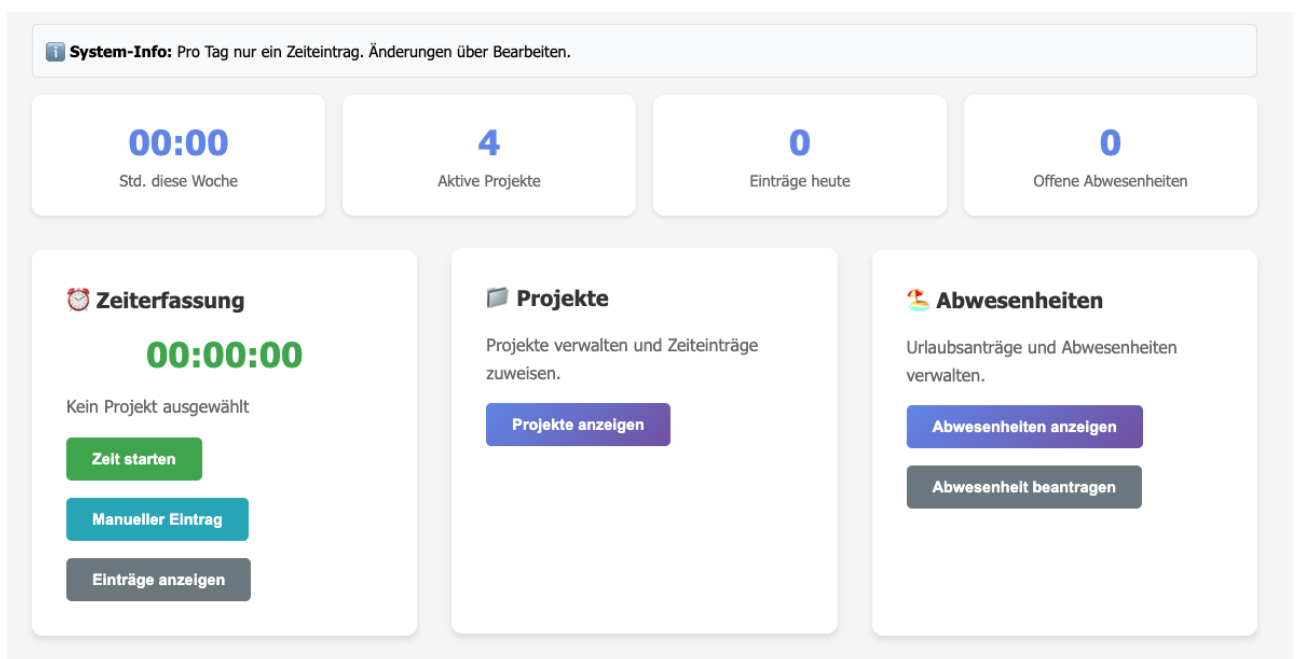 System-Info: Pro Tag nur ein Zeiteintrag. Änderungen über Bearbeiten.
00:00
Std. diese Woche
4
Aktive Projekte
0
Einträge heute
0
Offene Abwesenheiten
Zeiterfassung
00:00:00
Kein Projekt ausgewählt
Zeit starten
Manueller Eintrag
Einträge anzeigen
Projekte
Projekte verwalten und Zeiteinträge
zuweisen.
Projekte anzeigen
Abwesenheiten
Urlaubsanträge und Abwesenheiten
verwalten.
Abwesenheiten anzeigen
Abwesenheit beantragen